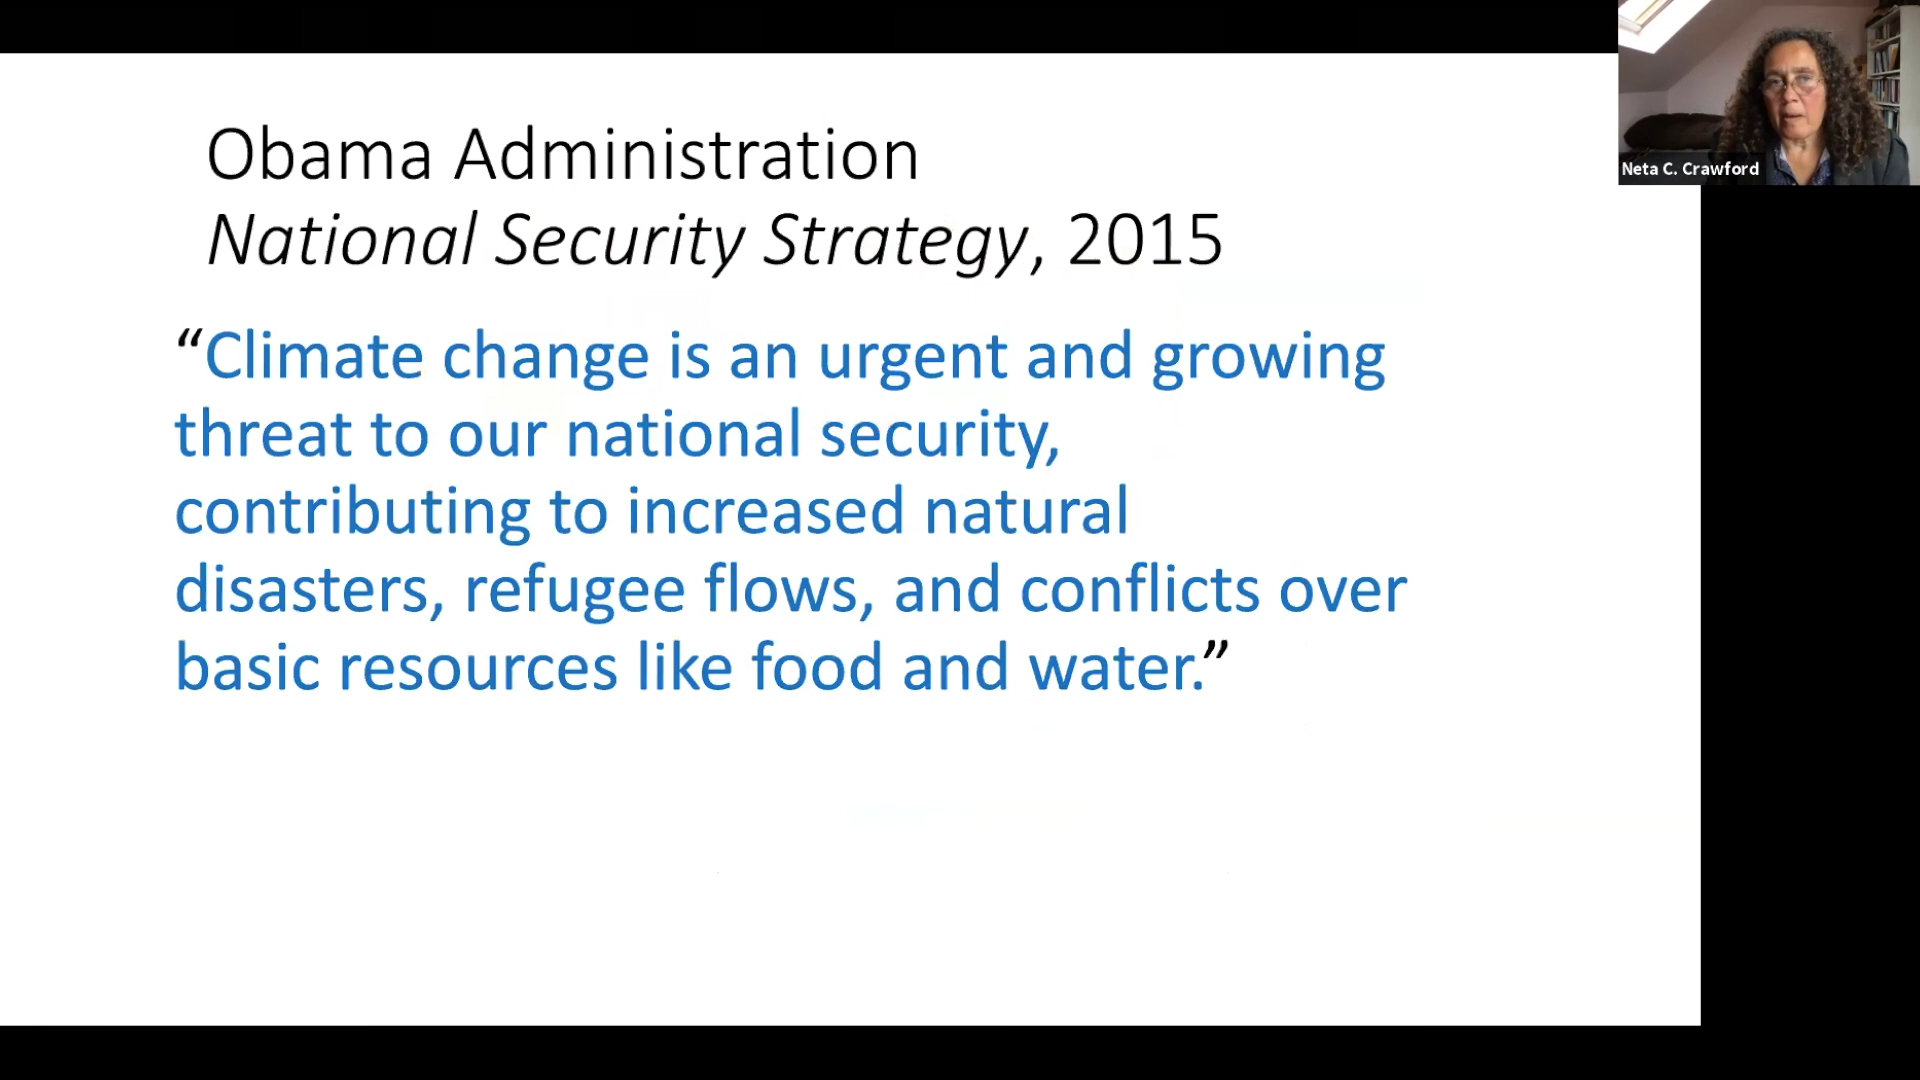 Obama Administration
National Security Strategy, 2015
“Climate change is an urgent and growing
threat to our national security,
contributing to increased natural
disasters, refugee flows, and conflicts over
basic resources like food and water.”
Neta C. Crawford